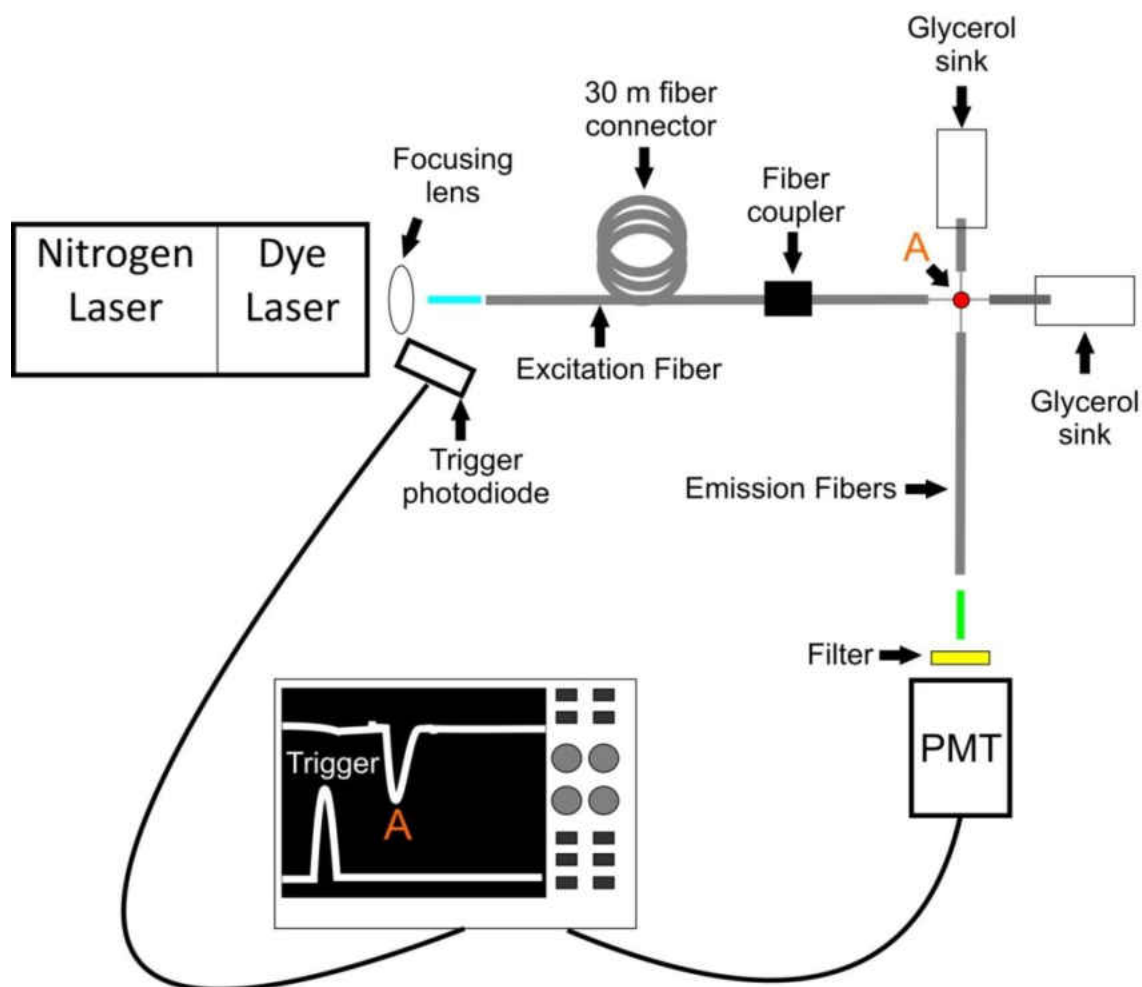 Glycerol
sink
30 m fiber
connector
Focusing
lens
Fiber
coupler
A
Nitrogen
Laser
Dye
Laser
Excitation Fiber
Glycerol
sink
Trigger
photodiode
Emission Fibers
Filter
PMT
Trigger
A